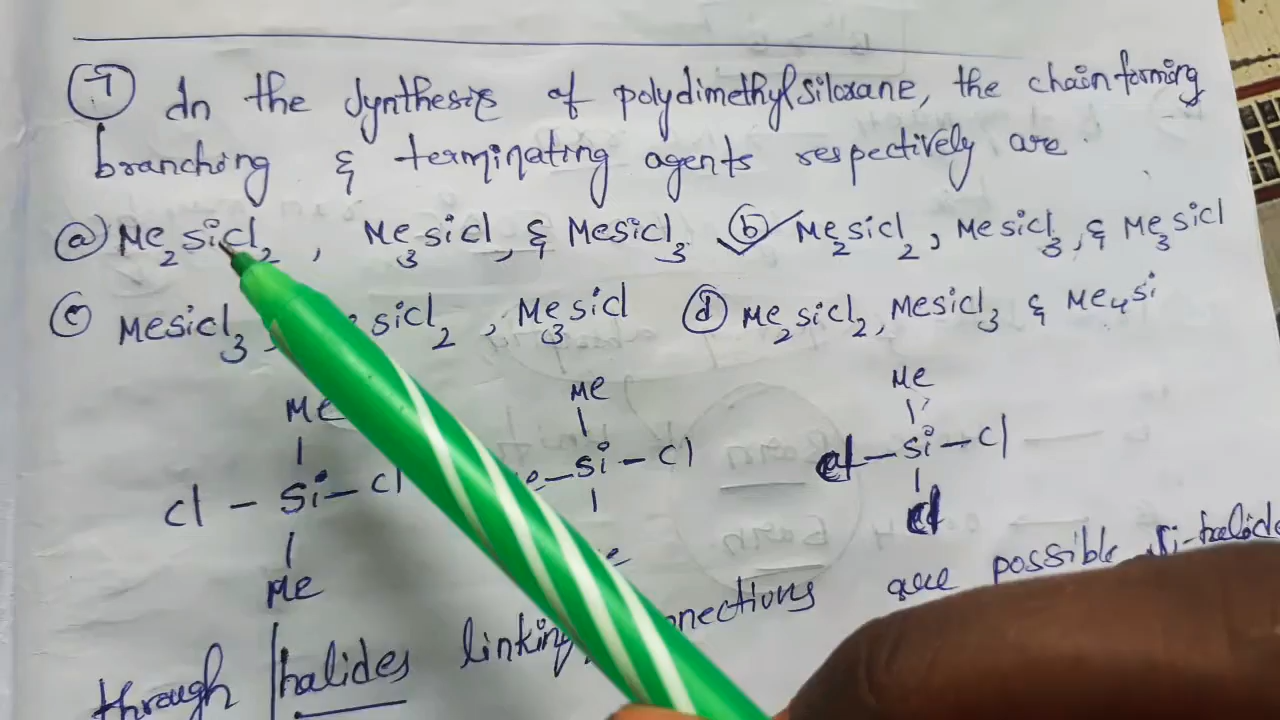 7 In the synthesis of polydimethylsiloxane, the chain forming
branching & terminating agents respectively are
(a) Me2SiCl2, Me3SiCl, & MeSiCl3 (b) Me2SiCl2, MeSiCl3, & Me3SiCl
(c) MeSiCl3, SiCl2, Me3SiCl (d) Me2SiCl2, MeSiCl3 & Me4Si
Me Me Me
Cl - Si - Cl Si - Cl Cl - Si - Cl
Me Cl
are possible Si-halide
through halides linking